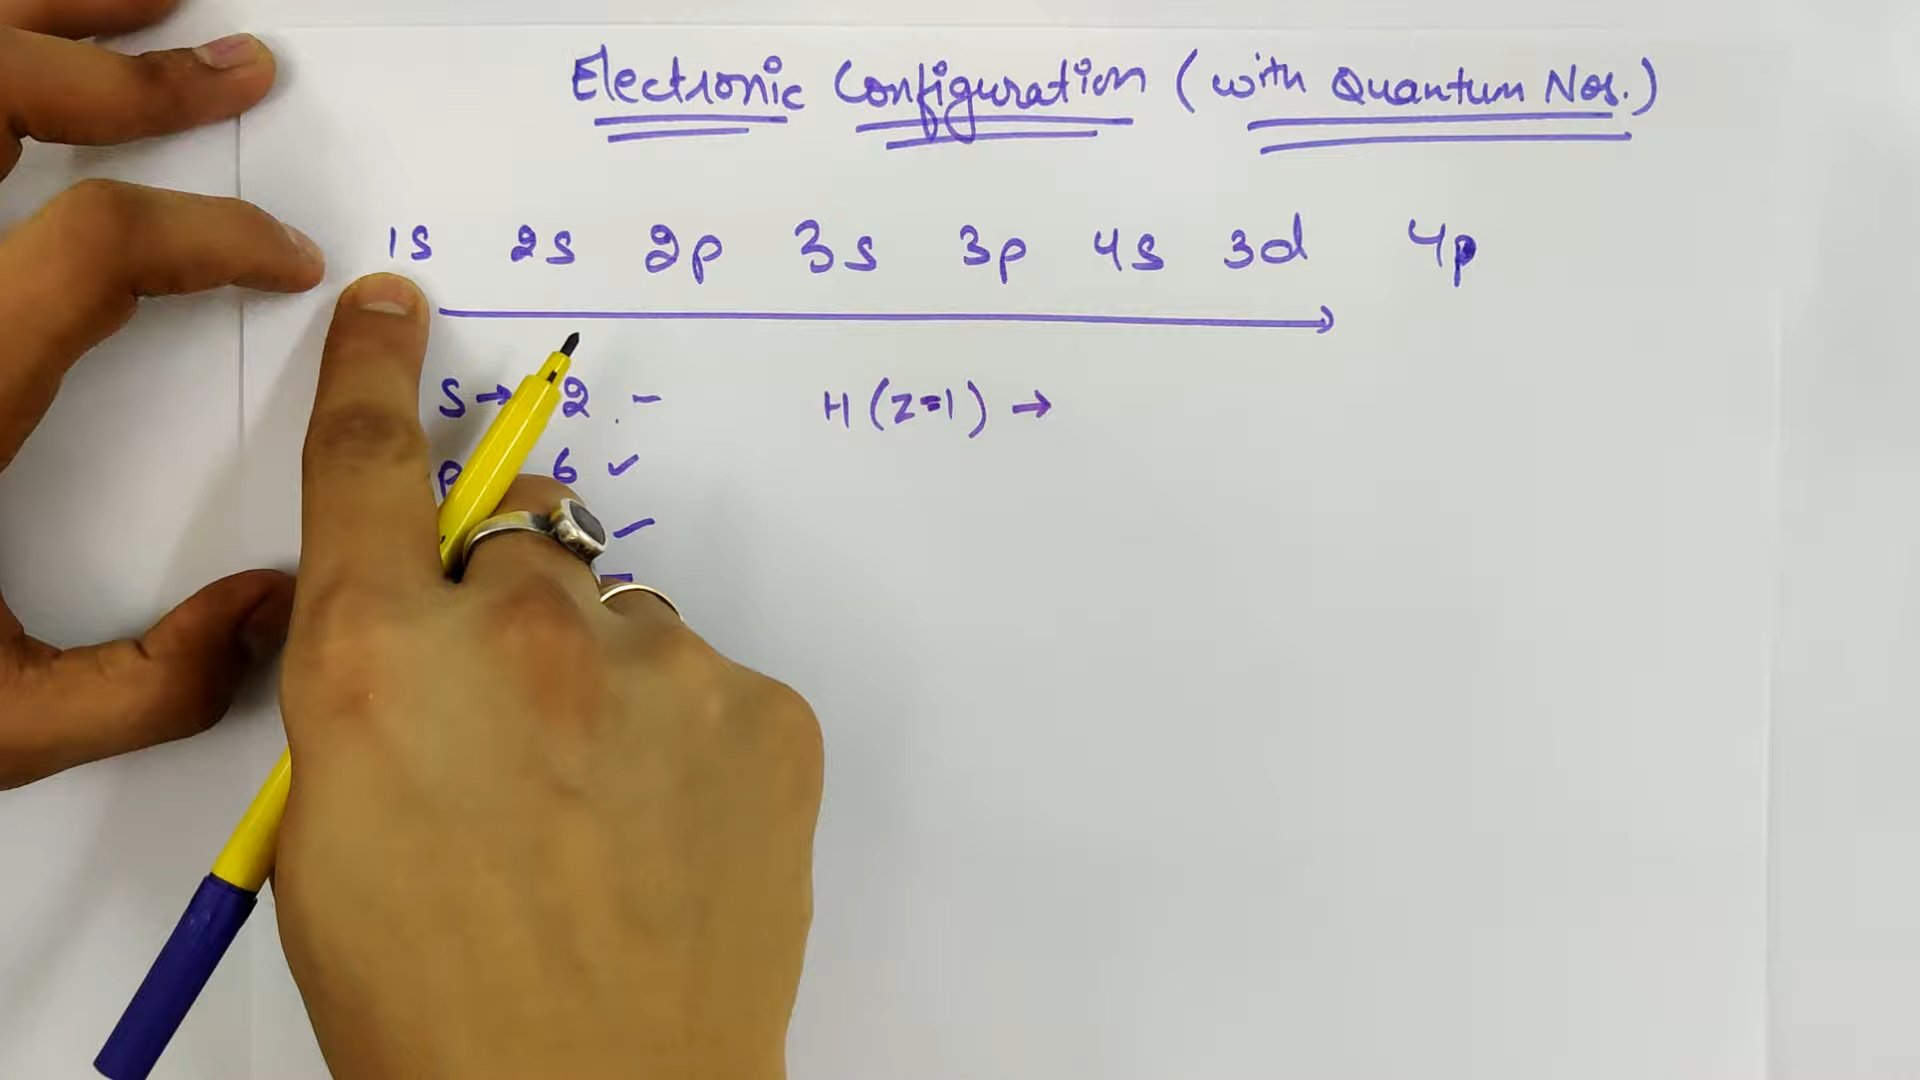 Electronic Configuration (with Quantum Nos.)
1s 2s 2p 3s 3p 4s 3d 4p
s → 2 - H (z=1) →
p 6 ✓